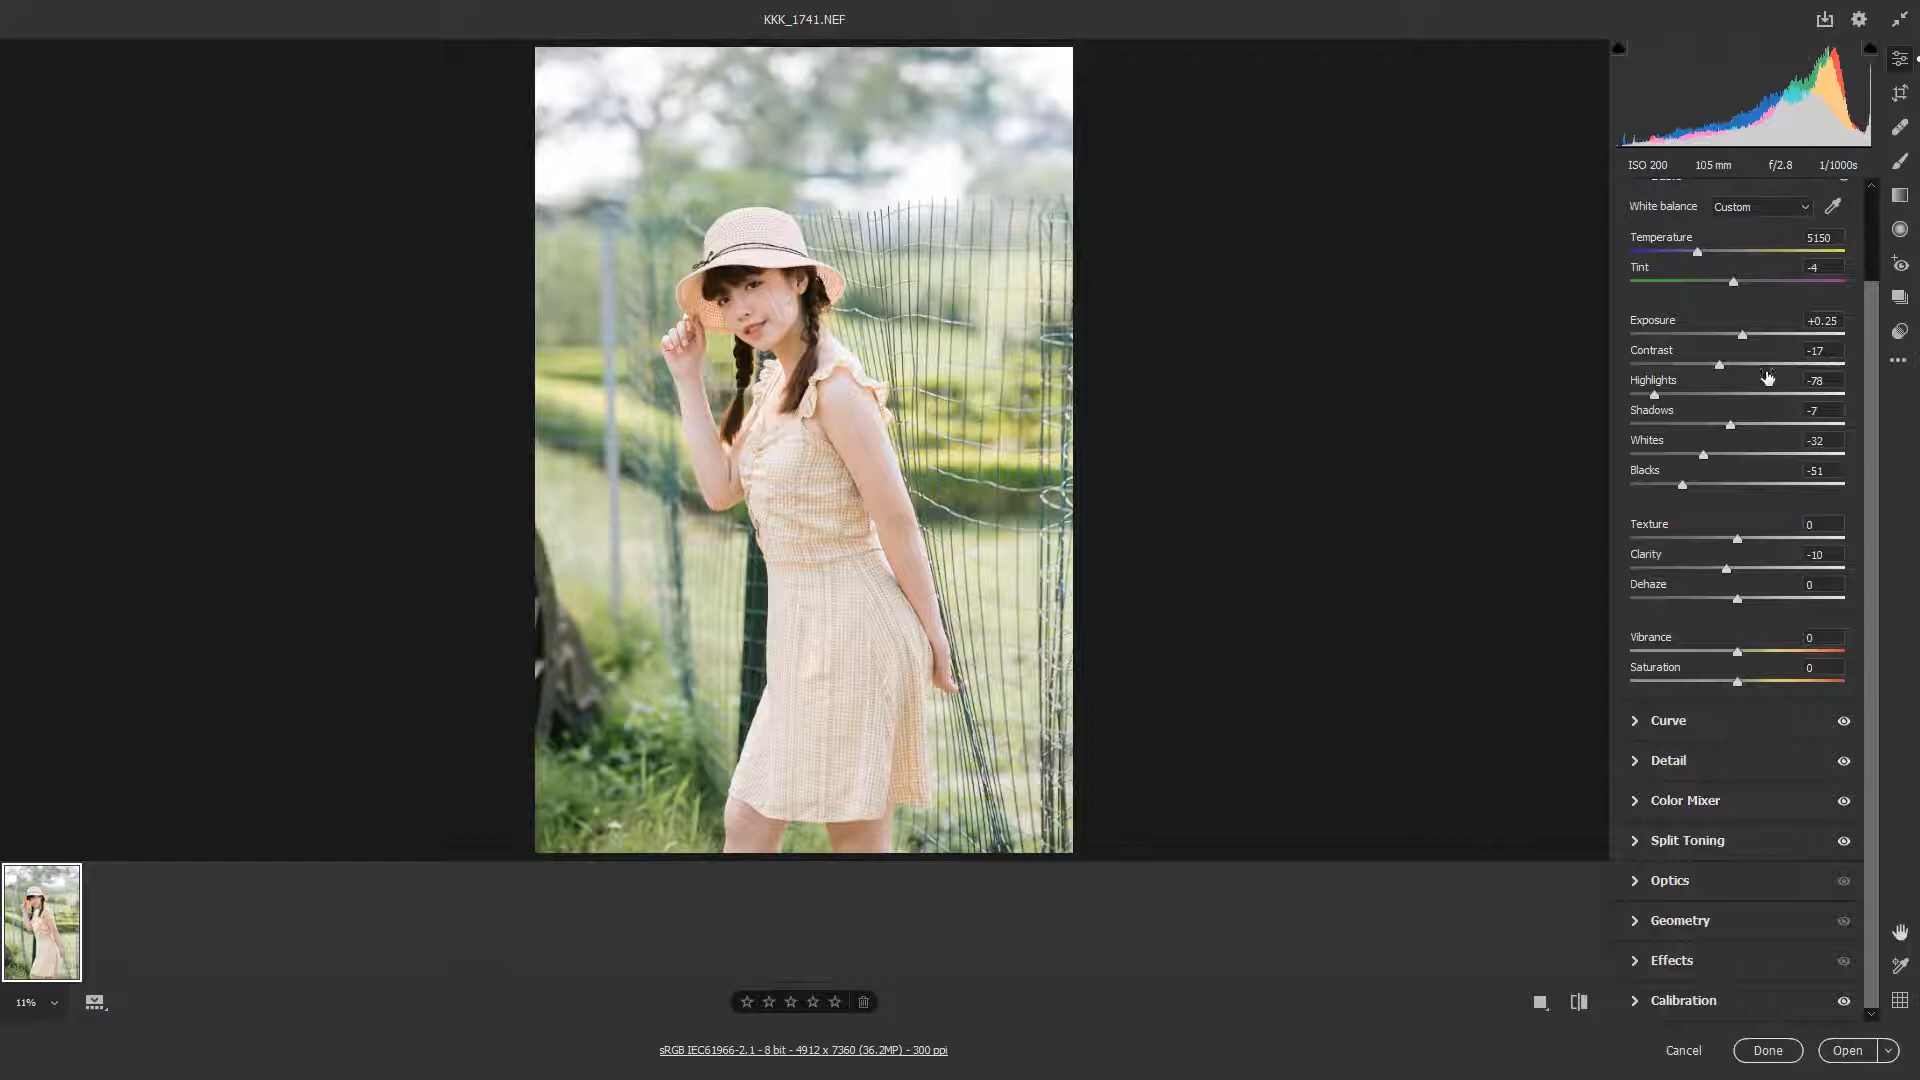 KKK_1741.NEF
ISO 200 105 mm f/2.8 1/1000s
White balance Custom
Temperature 5150
Tint -4
Exposure +0.25
Contrast -17
Highlights -78
Shadows -7
Whites -32
Blacks -51
Texture 0
Clarity -10
Dehaze 0
Vibrance 0
Saturation 0
Curve
Detail
Color Mixer
Split Toning
Optics
Geometry
Effects
Calibration
11%
sRGB IEC61966-2.1 - 8 bit - 4912 x 7360 (36.2MP) - 300 ppi
Cancel Done Open